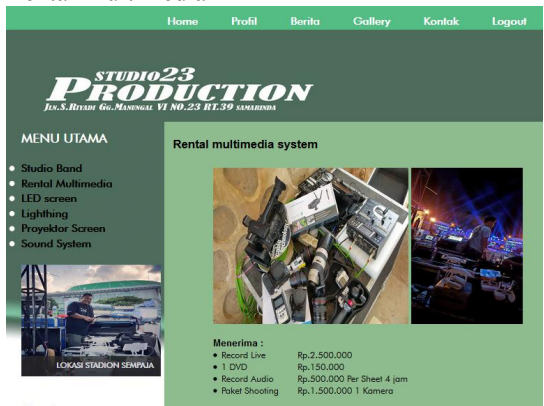 Home Profil Berita Gallery Kontak Logout
STUDIO23
PRODUCTION
JLN.S.RIYADI GG.MANUNGAL VI NO.23 RT.39 SAMARINDA
MENU UTAMA
Studio Band
Rental Multimedia
LED screen
Lighthing
Proyektor Screen
Sound System
LOKASI STADION SEMPAJA
Rental multimedia system
Menerima :
Record Live Rp.2.500.000
1 DVD Rp.150.000
Record Audio Rp.500.000 Per Sheet 4 jam
Paket Shooting Rp.1.500.000 1 Kamera